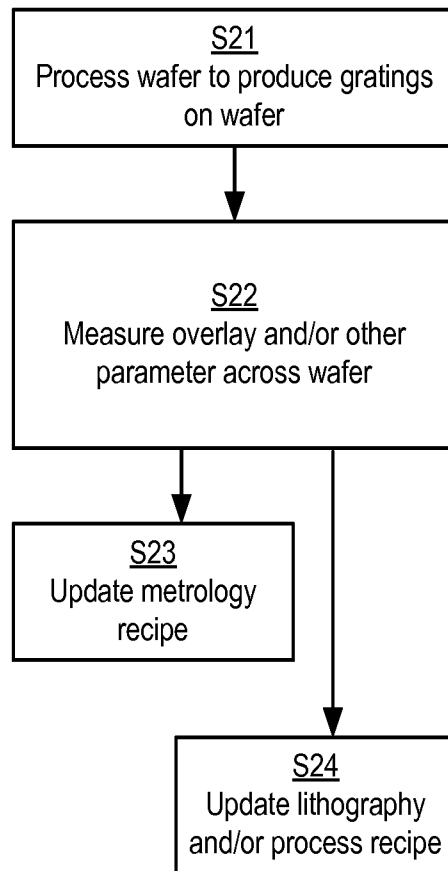 S21
Process wafer to produce gratings
on wafer
S22
Measure overlay and/or other
parameter across wafer
S23
Update metrology
recipe
S24
Update lithography
and/or process recipe